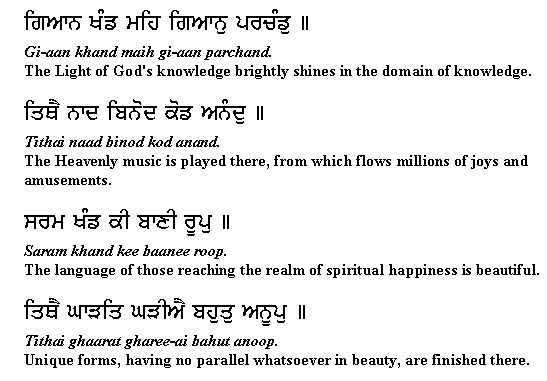 ਗਿਆਨ ਖੰਡ ਮਹਿ ਗਿਆਨੁ ਪਰਚੰਡੁ ॥
Gi-aan khand maih gi-aan parchand.
The Light of God's knowledge brightly shines in the domain of knowledge.
ਤਿਥੈ ਨਾਦ ਬਿਨੋਦ ਕੋਡ ਅਨੰਦੁ ॥
Tithai naad binod kod anand.
The Heavenly music is played there, from which flows millions of joys and
amusements.
ਸਰਮ ਖੰਡ ਕੀ ਬਾਣੀ ਰੂਪੁ ॥
Saram khand kee baanee roop.
The language of those reaching the realm of spiritual happiness is beautiful.
ਤਿਥੈ ਘਾੜਤਿ ਘੜੀਐ ਬਹੁਤੁ ਅਨੂਪੁ ॥
Tithai ghaarat gharee-ai bahut anoop.
Unique forms, having no parallel whatsoever in beauty, are finished there.